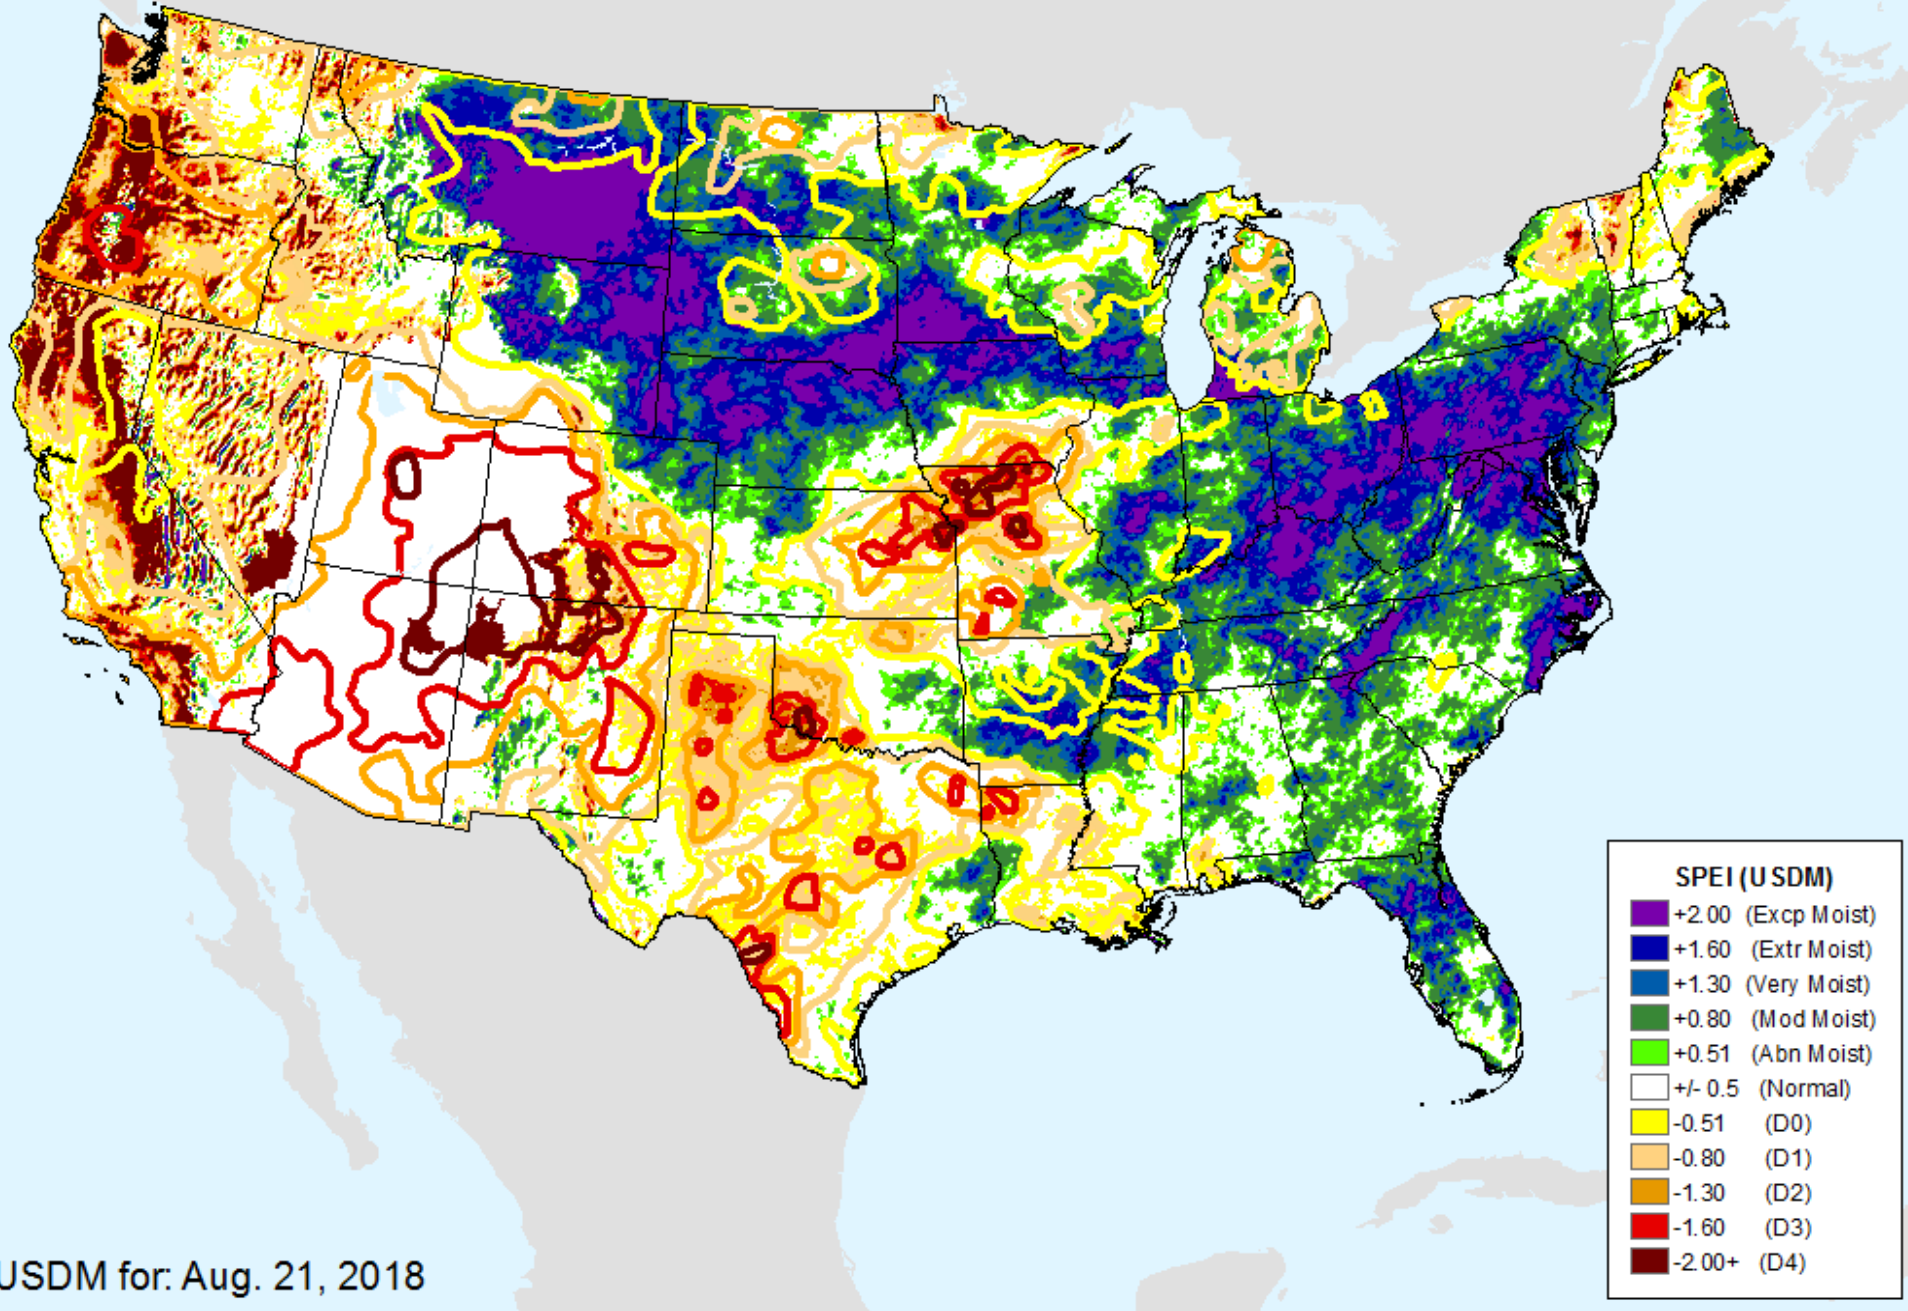 SPEI (USDM)
+2.00 (Excp Moist)
+1.60 (Extr Moist)
+1.30 (Very Moist)
+0.80 (Mod Moist)
+0.51 (Abn Moist)
+/- 0.5 (Normal)
-0.51 (D0)
-0.80 (D1)
-1.30 (D2)
-1.60 (D3)
-2.00+ (D4)
USDM for: Aug. 21, 2018